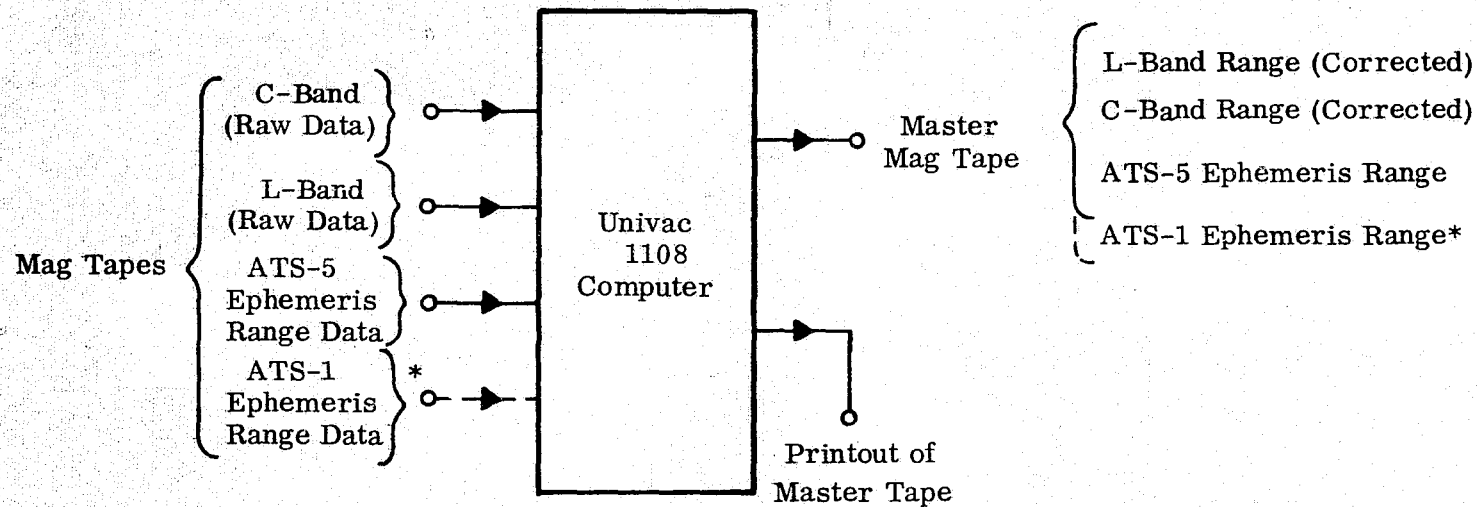 Mag Tapes
C-Band
(Raw Data)
L-Band
(Raw Data)
ATS-5
Ephemeris
Range Data
ATS-1
Ephemeris
Range Data
*
Univac
1108
Computer
Master
Mag Tape
L-Band Range (Corrected)
C-Band Range (Corrected)
ATS-5 Ephemeris Range
ATS-1 Ephemeris Range*
Printout of
Master Tape